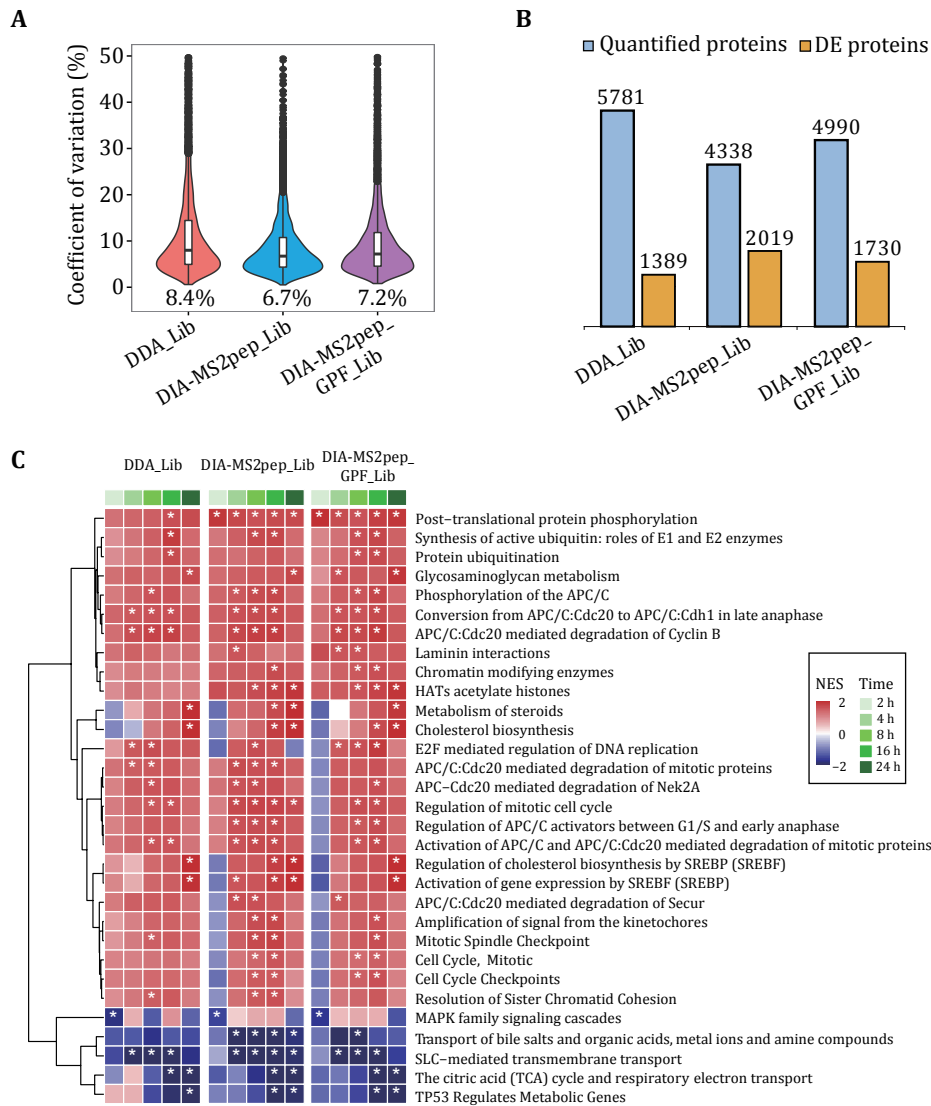 A
Coefficient of variation (%)
50
40
30
20
10
0
8.4%
6.7%
7.2%
DDA_Lib
DIA-MS2pep_Lib
DIA-MS2pep_
GPF_Lib
B
Quantified proteins
DE proteins
5781
1389
4338
2019
4990
1730
DDA_Lib
DIA-MS2pep_Lib
DIA-MS2pep_
GPF_Lib
C
DDA_Lib
DIA-MS2pep_Lib
DIA-MS2pep_
GPF_Lib
Post−translational protein phosphorylation
Synthesis of active ubiquitin: roles of E1 and E2 enzymes
Protein ubiquitination
Glycosaminoglycan metabolism
Phosphorylation of the APC/C
Conversion from APC/C:Cdc20 to APC/C:Cdh1 in late anaphase
APC/C:Cdc20 mediated degradation of Cyclin B
Laminin interactions
Chromatin modifying enzymes
HATs acetylate histones
Metabolism of steroids
Cholesterol biosynthesis
E2F mediated regulation of DNA replication
APC/C:Cdc20 mediated degradation of mitotic proteins
APC−Cdc20 mediated degradation of Nek2A
Regulation of mitotic cell cycle
Regulation of APC/C activators between G1/S and early anaphase
Activation of APC/C and APC/C:Cdc20 mediated degradation of mitotic proteins
Regulation of cholesterol biosynthesis by SREBP (SREBF)
Activation of gene expression by SREBF (SREBP)
APC/C:Cdc20 mediated degradation of Secur
Amplification of signal from the kinetochores
Mitotic Spindle Checkpoint
Cell Cycle, Mitotic
Cell Cycle Checkpoints
Resolution of Sister Chromatid Cohesion
MAPK family signaling cascades
Transport of bile salts and organic acids, metal ions and amine compounds
SLC−mediated transmembrane transport
The citric acid (TCA) cycle and respiratory electron transport
TP53 Regulates Metabolic Genes
NES
2
0
−2
Time
2 h
4 h
8 h
16 h
24 h